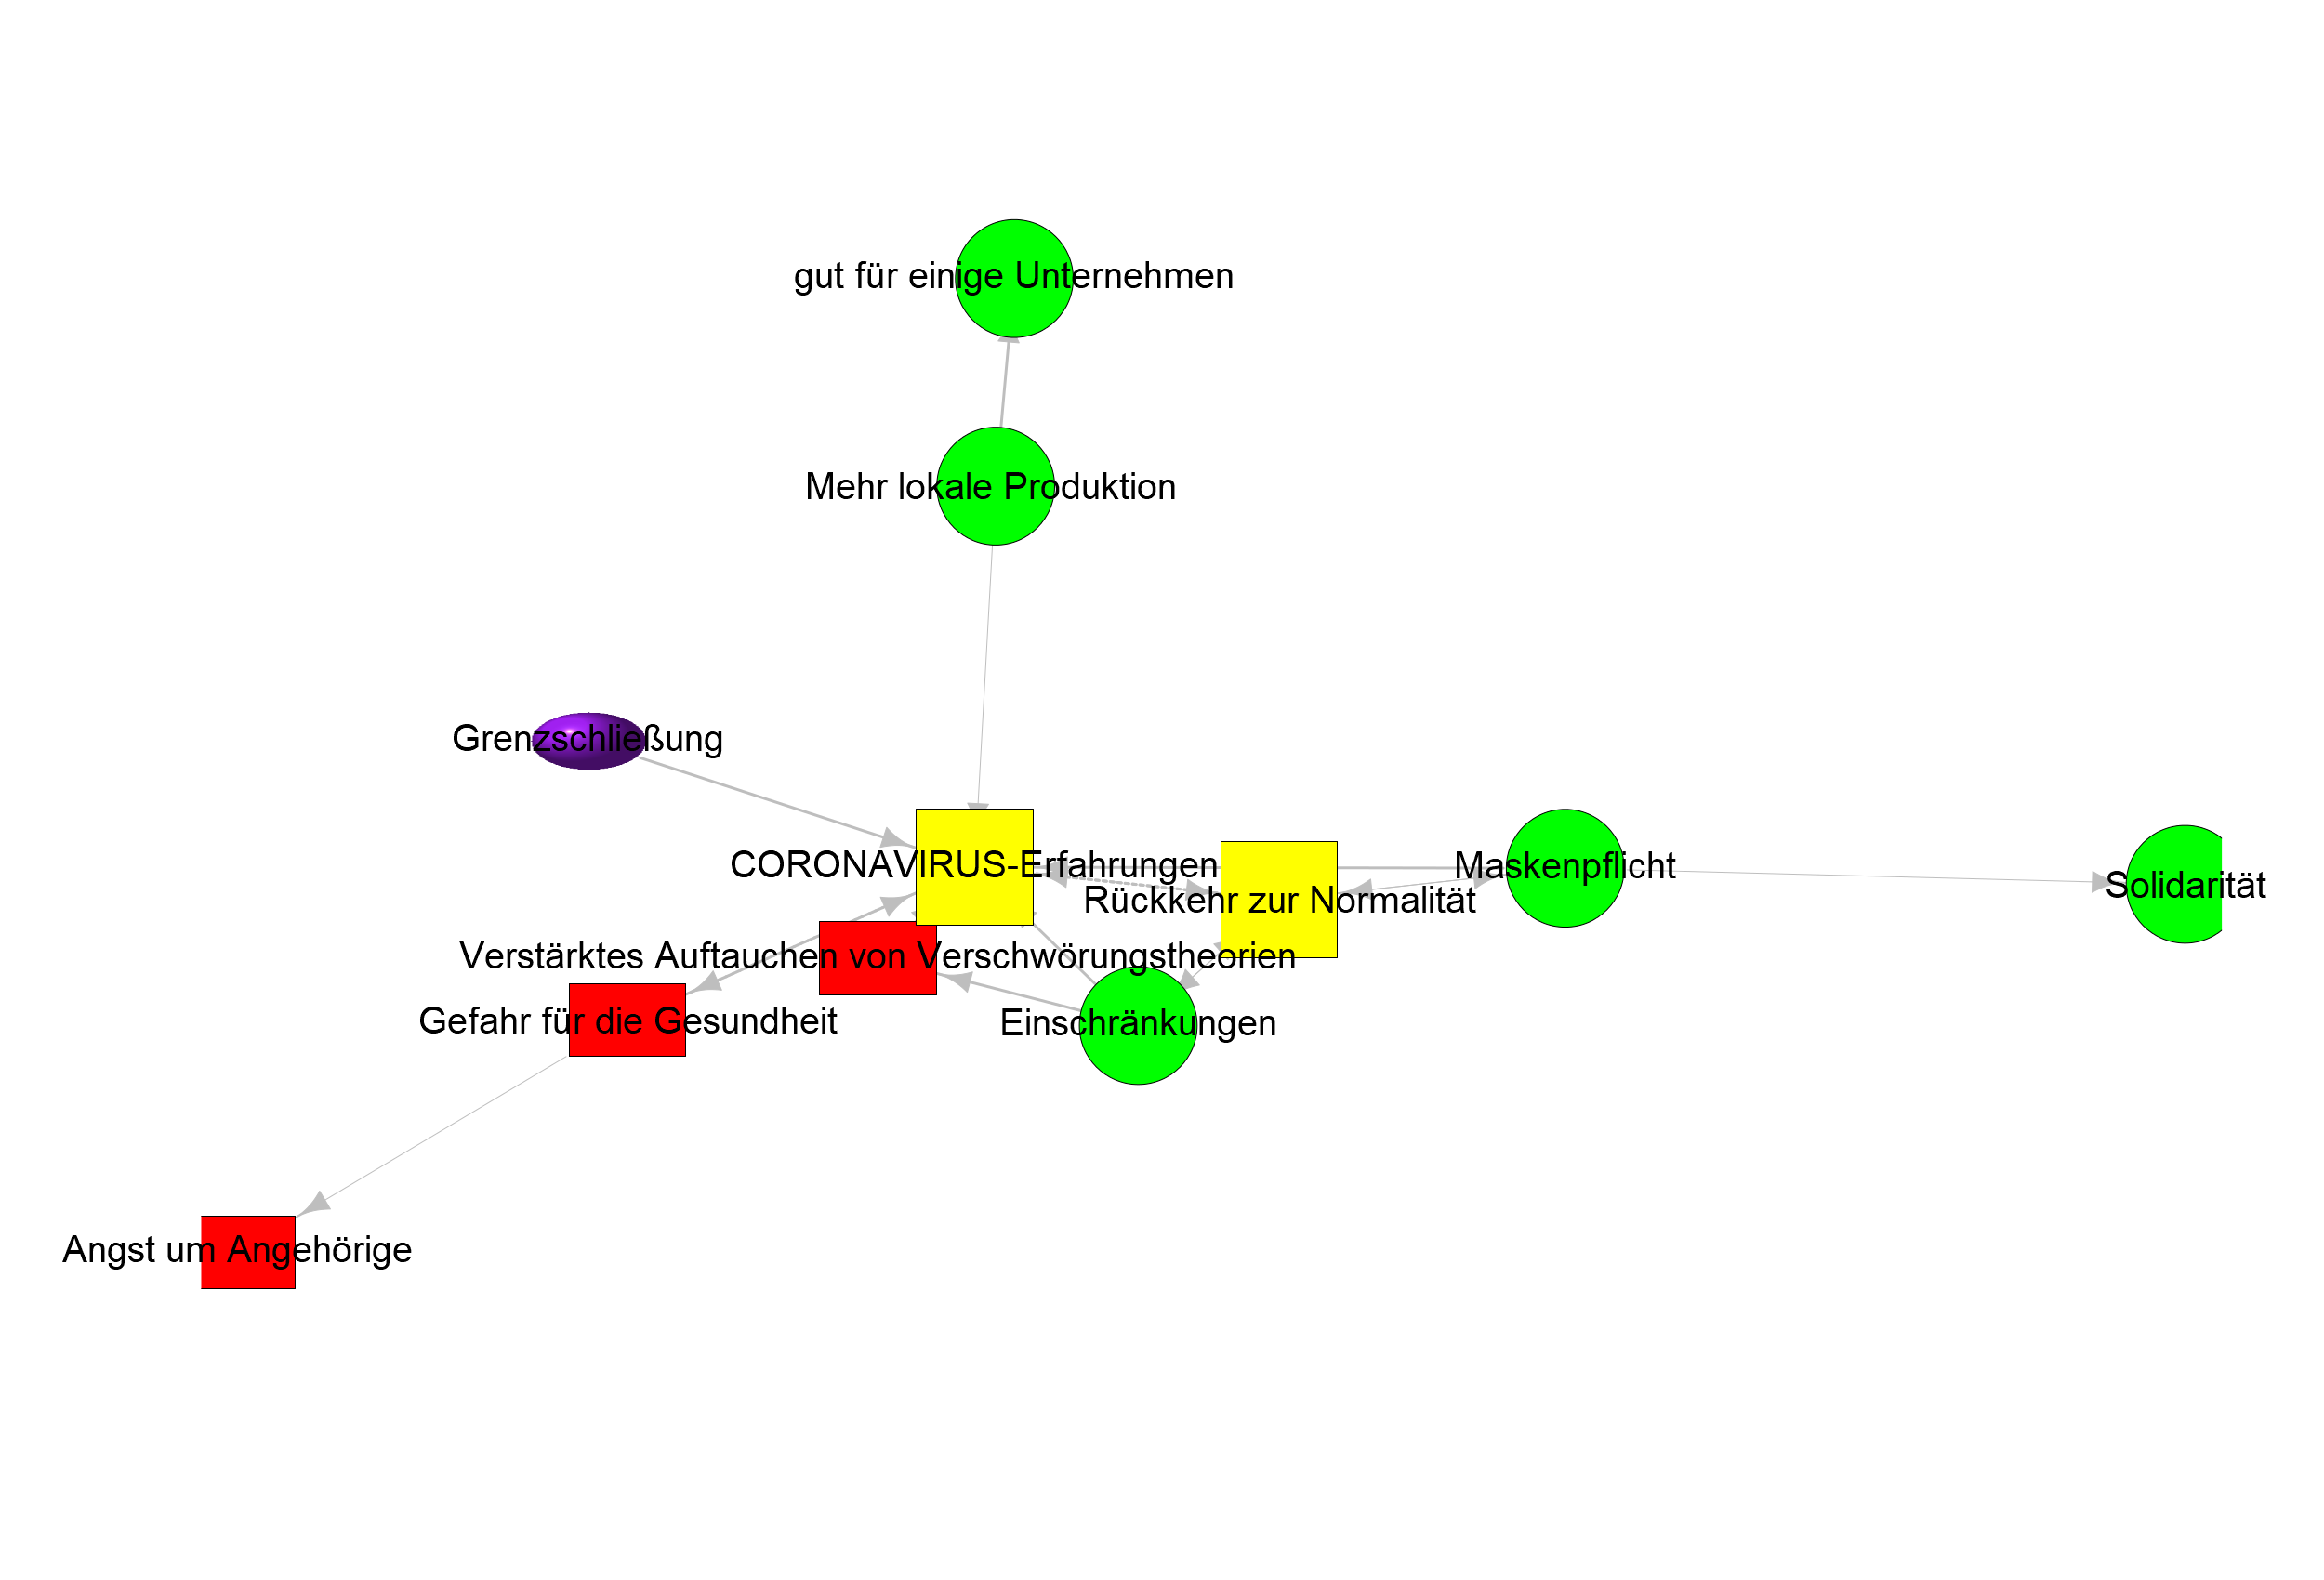 gut für einige Unternehmen
Mehr lokale Produktion
Grenzschließung
CORONAVIRUS-Erfahrungen
Maskenpflicht
Solidarität
Rückkehr zur Normalität
Verstärktes Auftauchen von Verschwörungstheorien
Gefahr für die Gesundheit
Einschränkungen
Angst um Angehörige